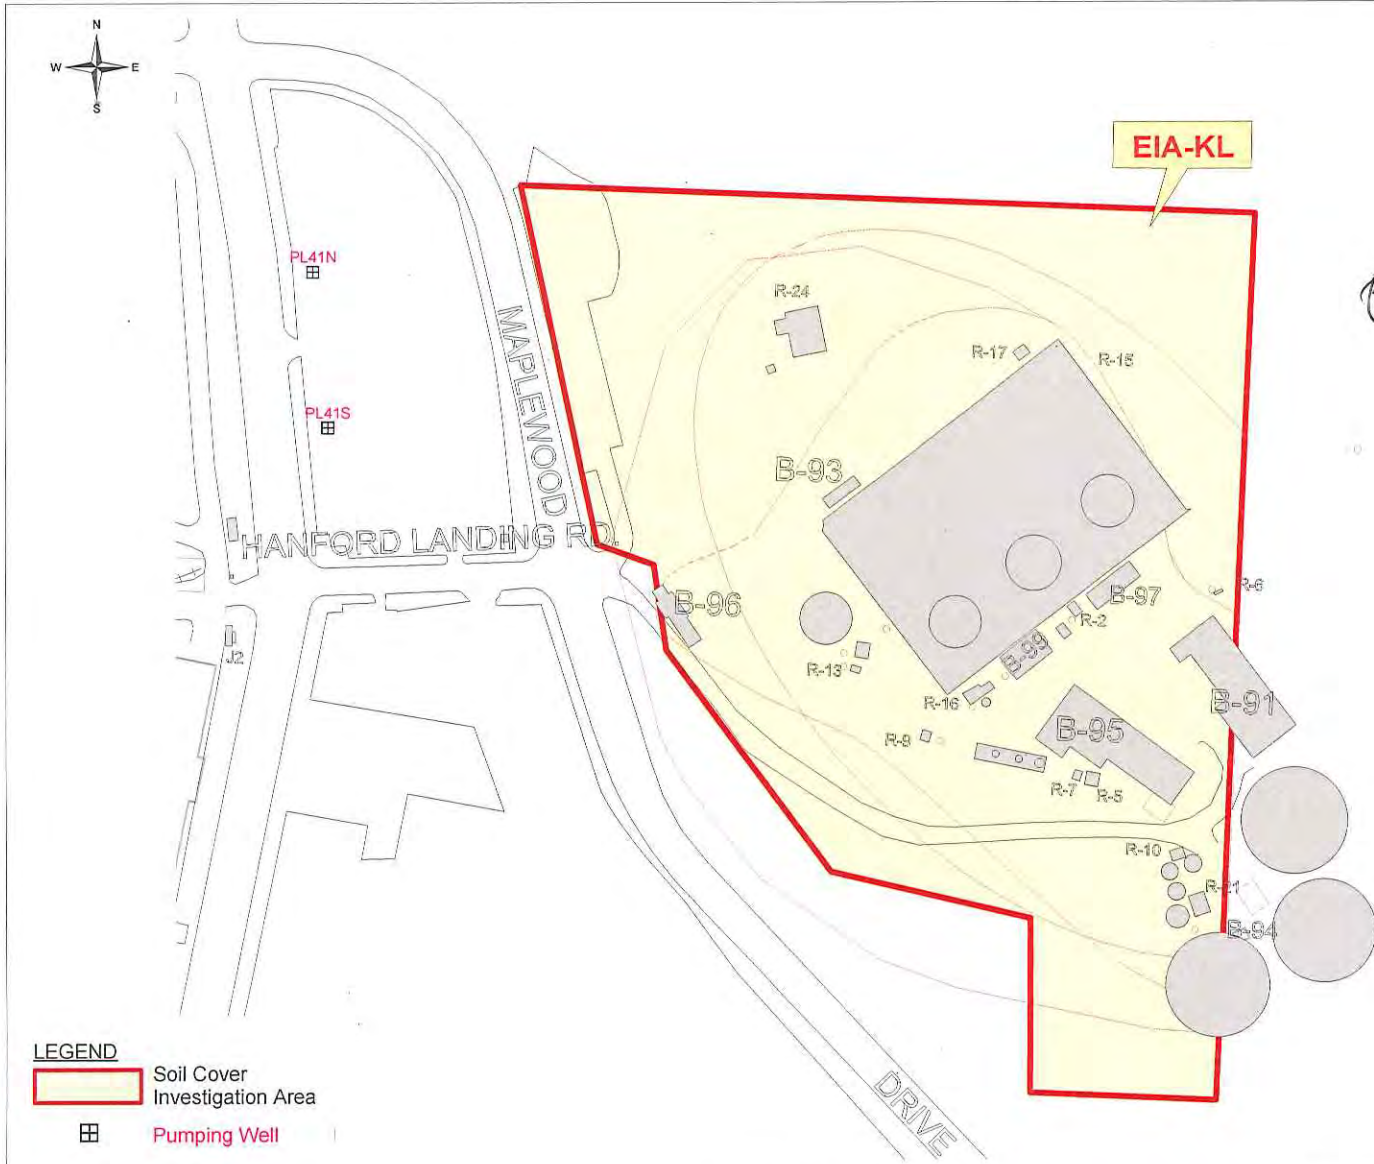 N
W E
S
EIA-KL
PL41N
R-24
MAPLEWOOD
R-17
R-15
PL41S
B-93
HANFORD LANDING RD.
R-6
B-97
B-96
R-2
B-99
J2
R-13
R-16
B-91
B-95
R-9
R-7
R-5
R-10
R-21
B-94
LEGEND
Soil Cover
Investigation Area
DRIVE
Pumping Well